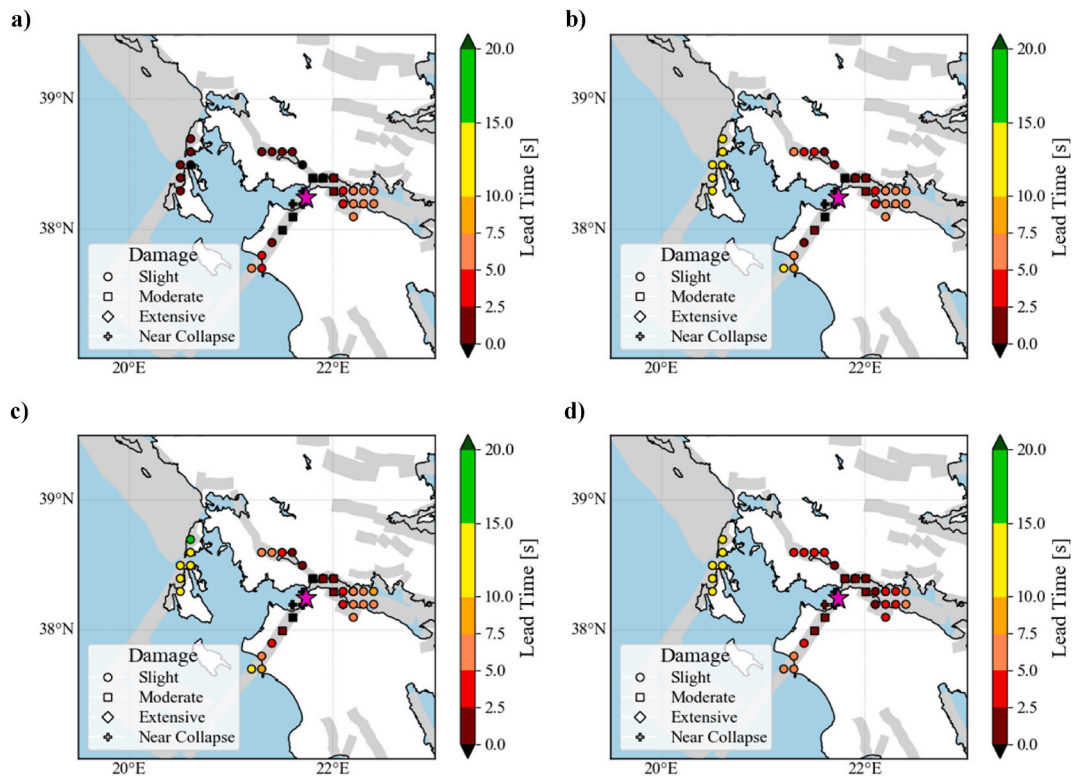 a)
39°N
38°N
20°E
22°E
Damage
Slight
Moderate
Extensive
Near Collapse
20.0
15.0
10.0
7.5
5.0
2.5
0.0
Lead Time [s]
b)
39°N
38°N
20°E
22°E
Damage
Slight
Moderate
Extensive
Near Collapse
20.0
15.0
10.0
7.5
5.0
2.5
0.0
Lead Time [s]
c)
39°N
38°N
20°E
22°E
Damage
Slight
Moderate
Extensive
Near Collapse
20.0
15.0
10.0
7.5
5.0
2.5
0.0
Lead Time [s]
d)
39°N
38°N
20°E
22°E
Damage
Slight
Moderate
Extensive
Near Collapse
20.0
15.0
10.0
7.5
5.0
2.5
0.0
Lead Time [s]